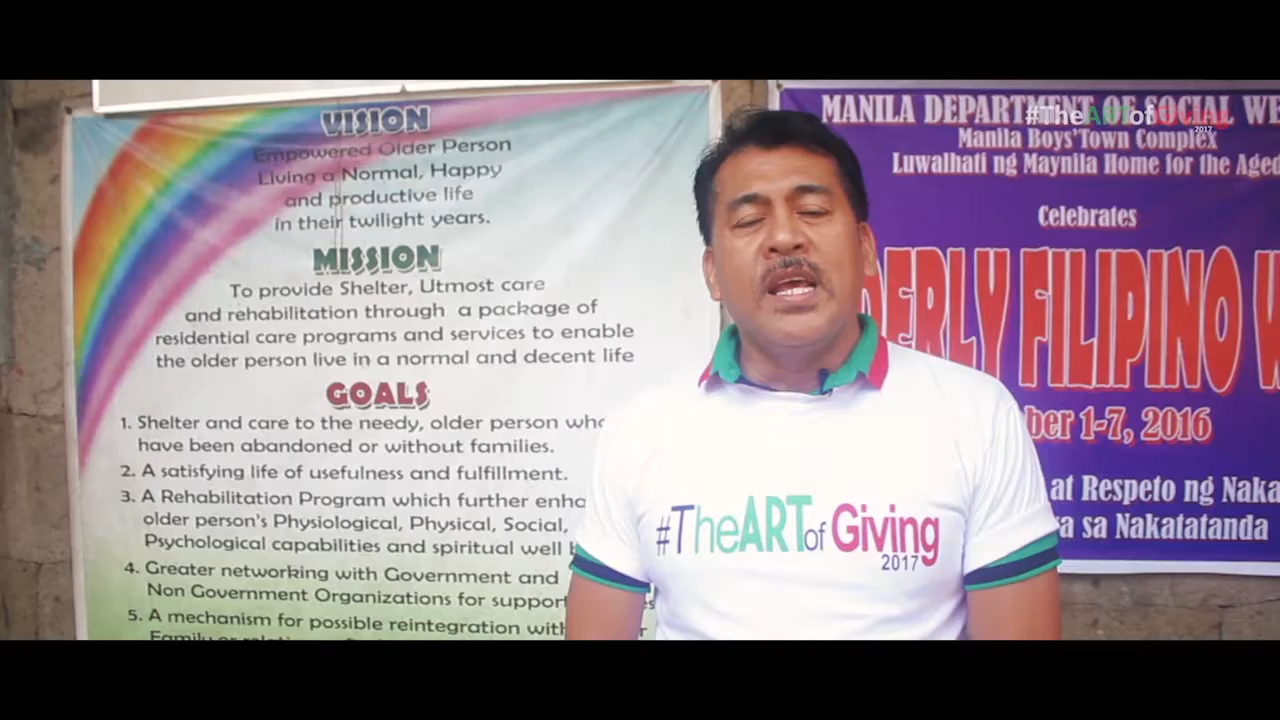 VISION
Empowered Older Person
Living a Normal, Happy
and productive life
in their twilight years.
MISSION
To provide Shelter, Utmost care
and rehabilitation through a package of
residential care programs and services to enable
the older person live in a normal and decent life
GOALS
1. Shelter and care to the needy, older person who
have been abandoned or without families.
2. A satisfying life of usefulness and fulfillment.
3. A Rehabilitation Program which further enha
older person's Physiological, Physical, Social,
Psychological capabilities and spiritual well
4. Greater networking with Government and
Non Government Organizations for support
5. A mechanism for possible reintegration with
Family or
MANILA DEPARTMENT OF SOCIAL WE
Manila Boys'Town Complex
Luwalhati ng Maynila Home for the Aged
Celebrates
DERLY FILIPINO W
ber 1-7, 2016
at Respeto ng Naka
sa Nakatatanda
#TheARTofGiving
2017
#TheARTofGiving
2017